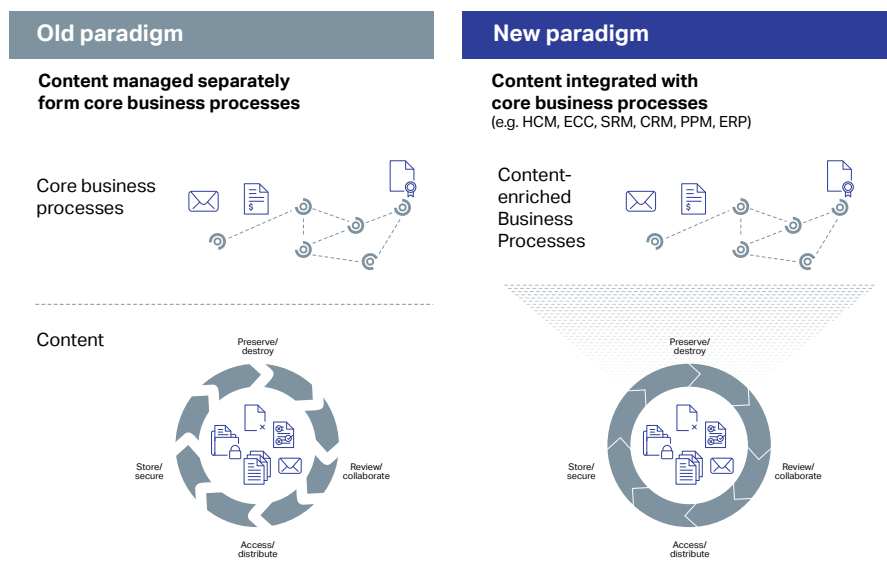 Old paradigm
Content managed separately
form core business processes
Core business
processes
$
Content
Preserve/
destroy
Store/
secure
Review/
collaborate
Access/
distribute
New paradigm
Content integrated with
core business processes
(e.g. HCM, ECC, SRM, CRM, PPM, ERP)
Content-
enriched
Business
Processes
$
Preserve/
destroy
Store/
secure
Review/
collaborate
Access/
distribute